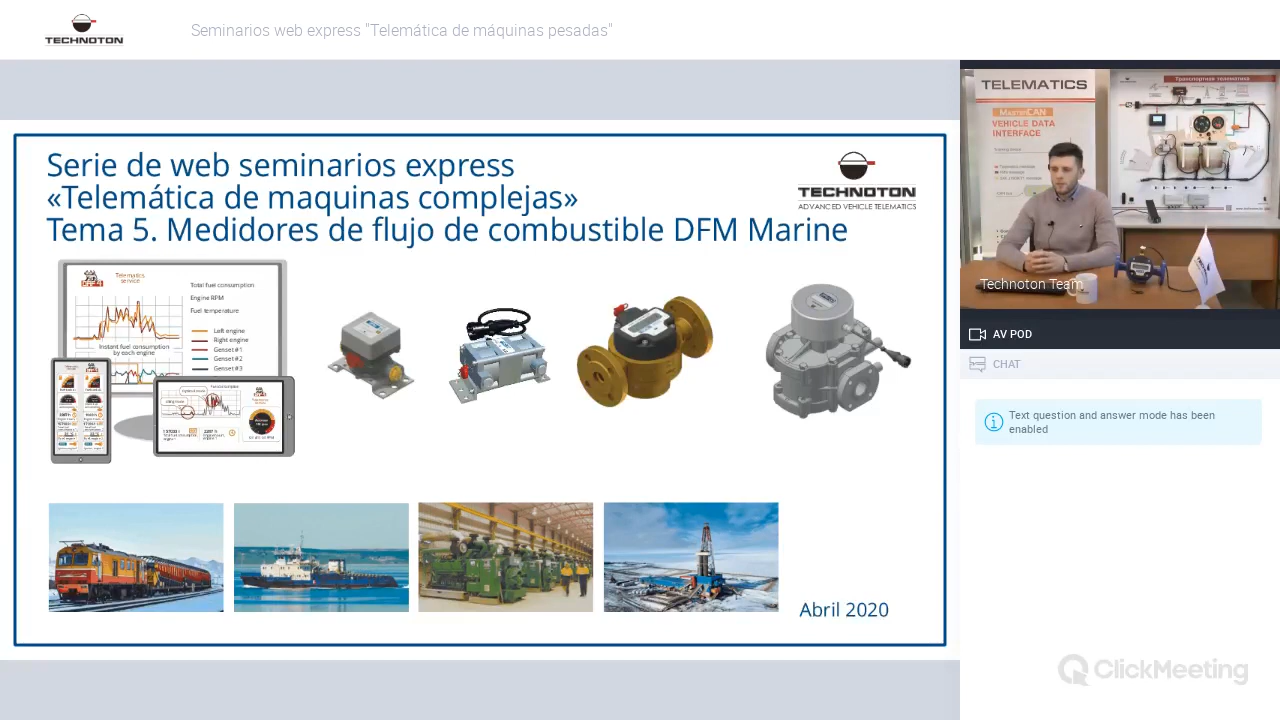 TECHNOTON
Seminarios web express "Telemática de máquinas pesadas"
Serie de web seminarios express
«Telemática de maquinas complejas»
Tema 5. Medidores de flujo de combustible DFM Marine
TECHNOTON
ADVANCED VEHICLE TELEMATICS
Telematics
service
Total fuel consumption
Engine RPM
Fuel temperature
Left engine
Right engine
Genset #1
Genset #2
Genset #3
Instant fuel consumption
by each engine
Abril 2020
TELEMATICS
MasterCAN
VEHICLE DATA
INTERFACE
Транспортная телематика
Technoton Team
AV POD
CHAT
Text question and answer mode has been
enabled
ClickMeeting